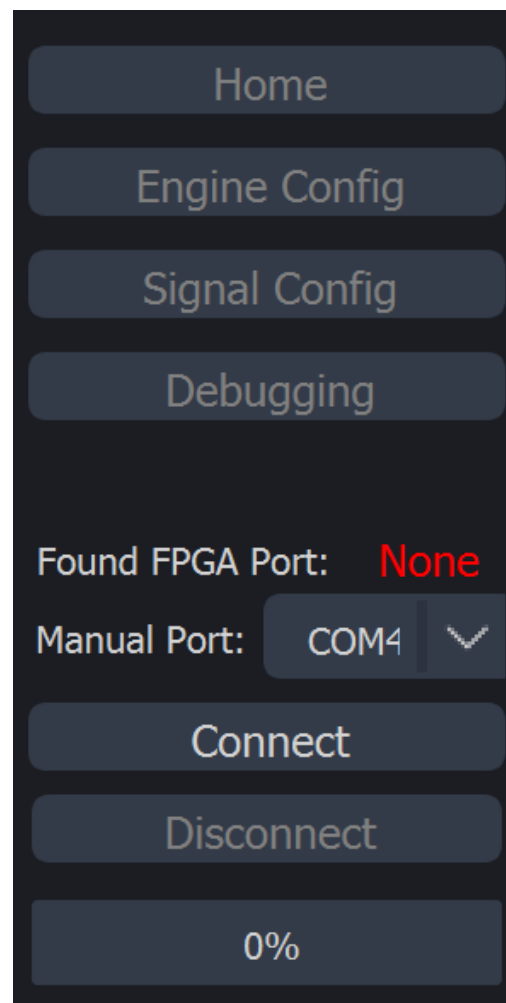 Home
Engine Config
Signal Config
Debugging
Found FPGA Port: None
Manual Port: COM4
Connect
Disconnect
0%